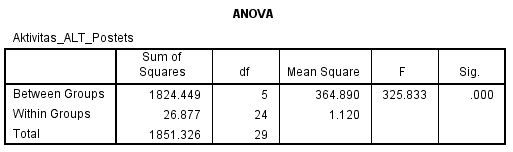 ANOVA
Aktivitas_ALT_Postets
Sum of Squares df Mean Square F Sig.
Between Groups 1824.449 5 364.890 325.833 .000
Within Groups 26.877 24 1.120
Total 1851.326 29